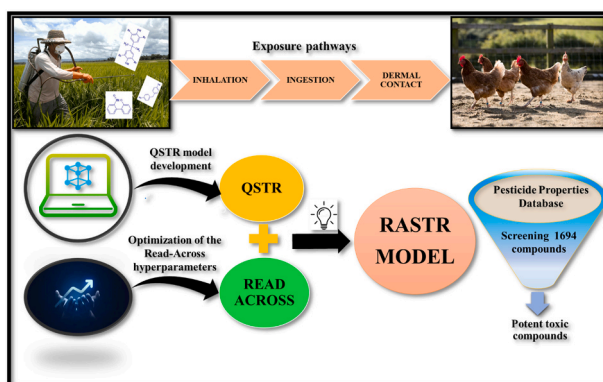 Exposure pathways
INHALATION
INGESTION
DERMAL
CONTACT
QSTR model
development
QSTR
Optimization of the
Read-Across
hyperparameters
READ
ACROSS
RASTR
MODEL
Pesticide Properties
Database
Screening 1694
compounds
Potent toxic
compounds